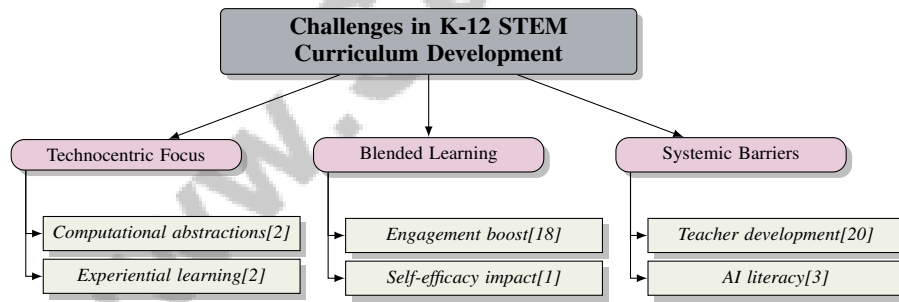 Challenges in K-12 STEM
Curriculum Development
Technocentric Focus
Blended Learning
Systemic Barriers
Computational abstractions[2]
Engagement boost[18]
Teacher development[20]
Experiential learning[2]
Self-efficacy impact[1]
AI literacy[3]